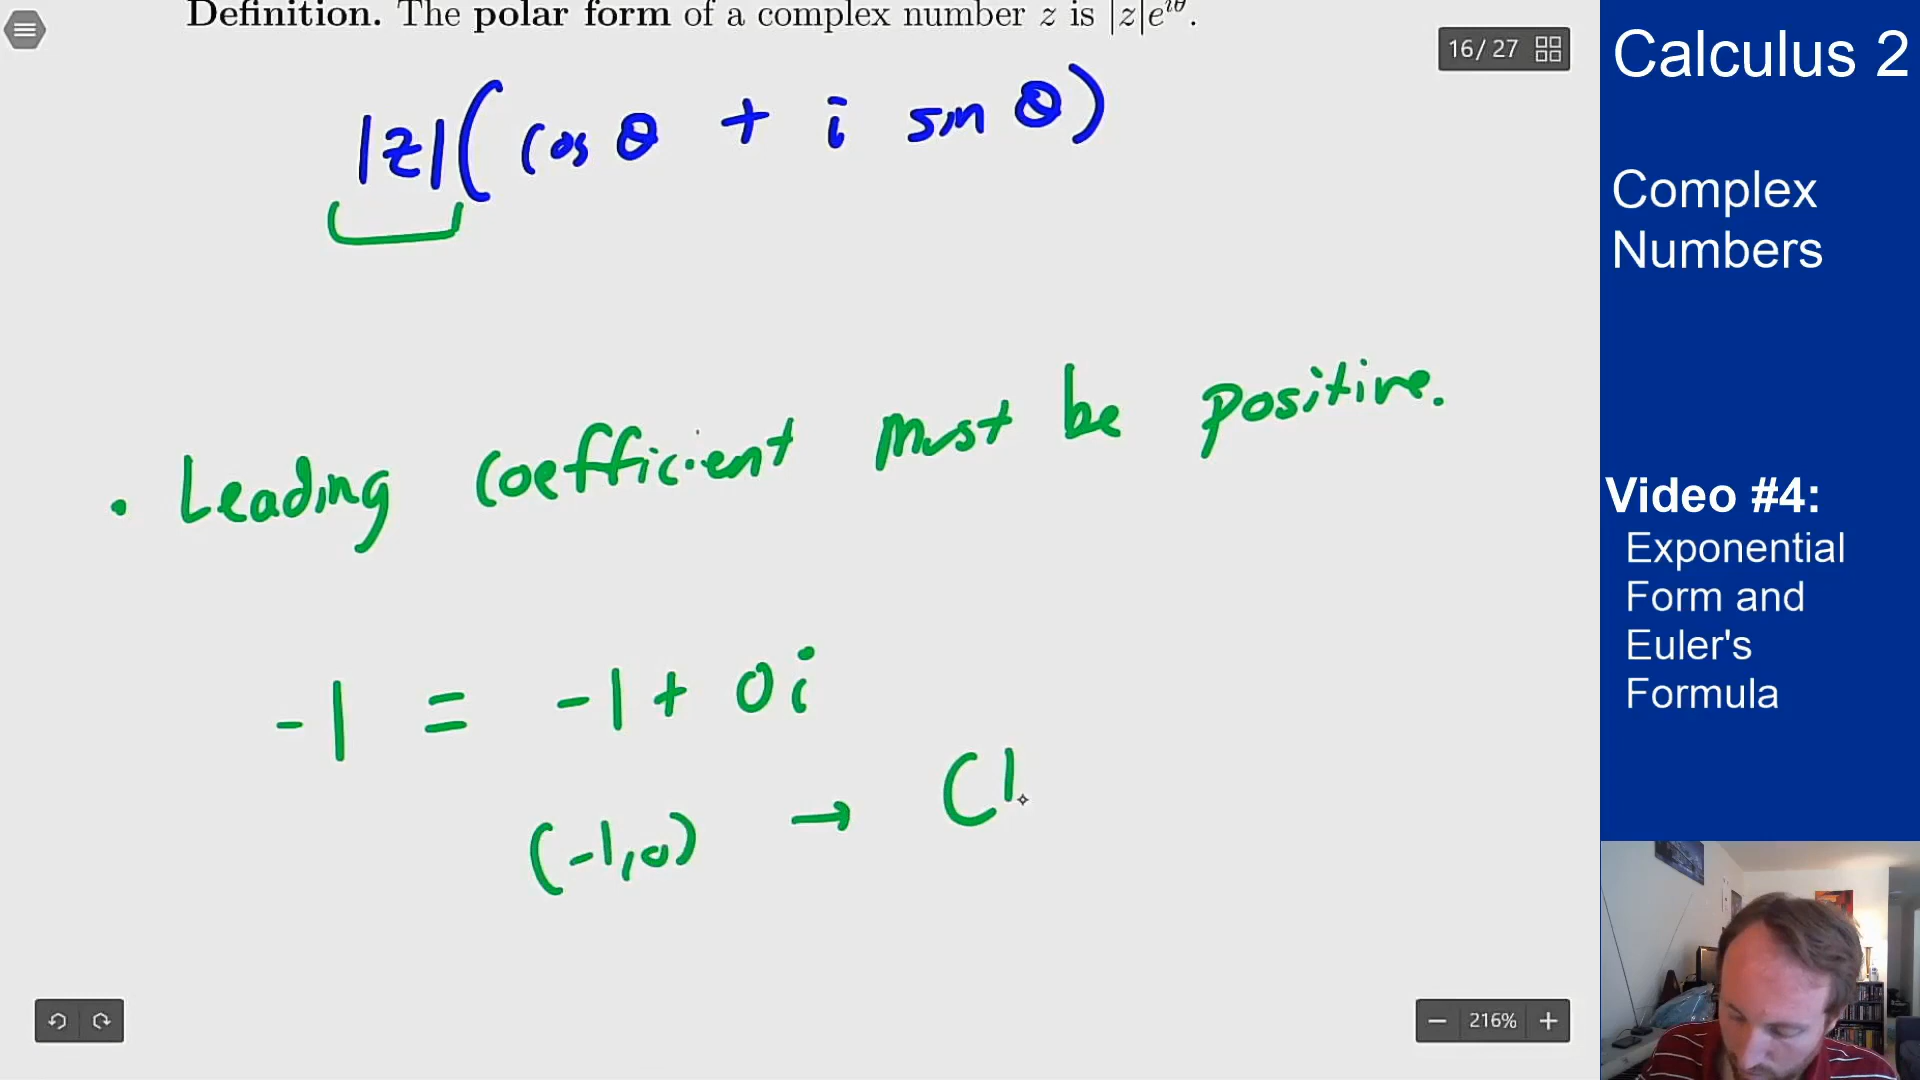 Definition. The polar form of a complex number z is |z|e^{iθ}.
16/ 27
|z|( cos θ + i sin θ)
• Leading coefficient must be positive.
-1 = -1 + 0i
(-1,0) → (1
216%
Calculus 2
Complex
Numbers
Video #4:
Exponential
Form and
Euler's
Formula